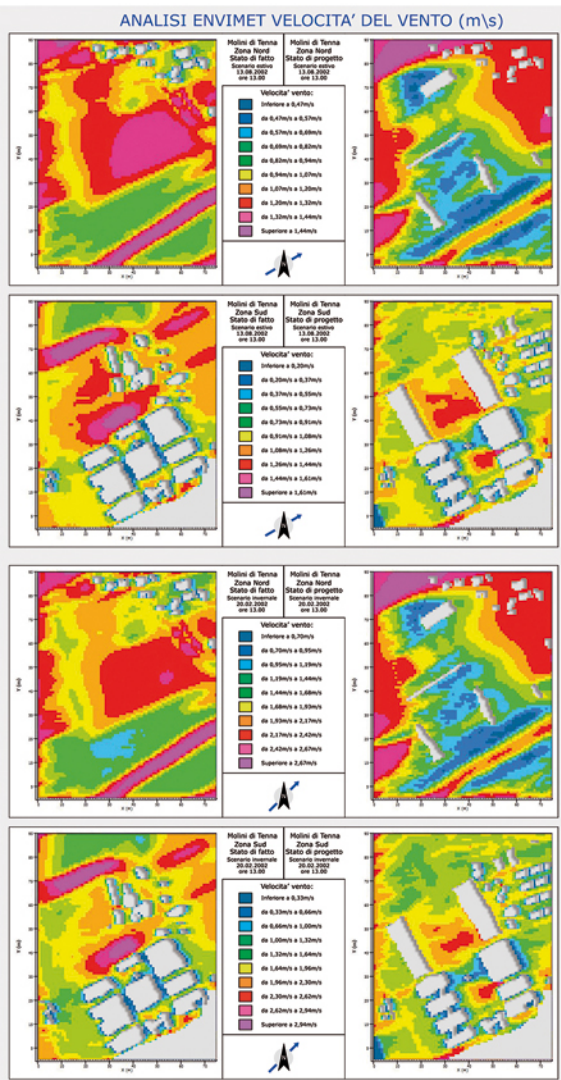 ANALISI ENVIMET VELOCITA' DEL VENTO (m\s)
Molini di Tenna
Zona Nord
Stato di fatto
Scenario estivo
13.08.2002
ore 13.00
Molini di Tenna
Zona Nord
Stato di progetto
Scenario estivo
13.08.2002
ore 13.00
Velocita' vento:
Inferiore a 0,47m/s
da 0,47m/s a 0,57m/s
da 0,57m/s a 0,69m/s
da 0,69m/s a 0,82m/s
da 0,82m/s a 0,94m/s
da 0,94m/s a 1,07m/s
da 1,07m/s a 1,20m/s
da 1,20m/s a 1,32m/s
da 1,32m/s a 1,44m/s
Superiore a 1,44m/s
Y (m)
X (m)
Molini di Tenna
Zona Sud
Stato di fatto
Scenario estivo
13.08.2002
ore 13.00
Molini di Tenna
Zona Sud
Stato di progetto
Scenario estivo
13.08.2002
ore 13.00
Velocita' vento:
Inferiore a 0,20m/s
da 0,20m/s a 0,37m/s
da 0,37m/s a 0,55m/s
da 0,55m/s a 0,73m/s
da 0,73m/s a 0,91m/s
da 0,91m/s a 1,08m/s
da 1,08m/s a 1,26m/s
da 1,26m/s a 1,44m/s
da 1,44m/s a 1,61m/s
Superiore a 1,61m/s
Y (m)
X (m)
Molini di Tenna
Zona Nord
Stato di fatto
Scenario invernale
20.02.2002
ore 13.00
Molini di Tenna
Zona Nord
Stato di progetto
Scenario invernale
20.02.2002
ore 13.00
Velocita' vento:
Inferiore a 0,70m/s
da 0,70m/s a 0,95m/s
da 0,95m/s a 1,19m/s
da 1,19m/s a 1,44m/s
da 1,44m/s a 1,68m/s
da 1,68m/s a 1,93m/s
da 1,93m/s a 2,17m/s
da 2,17m/s a 2,42m/s
da 2,42m/s a 2,67m/s
Superiore a 2,67m/s
Y (m)
X (m)
Molini di Tenna
Zona Sud
Stato di fatto
Scenario invernale
20.02.2002
ore 13.00
Molini di Tenna
Zona Sud
Stato di progetto
Scenario invernale
20.02.2002
ore 13.00
Velocita' vento:
Inferiore a 0,33m/s
da 0,33m/s a 0,66m/s
da 0,66m/s a 1,00m/s
da 1,00m/s a 1,32m/s
da 1,32m/s a 1,64m/s
da 1,64m/s a 1,96m/s
da 1,96m/s a 2,30m/s
da 2,30m/s a 2,62m/s
da 2,62m/s a 2,94m/s
Superiore a 2,94m/s
Y (m)
X (m)